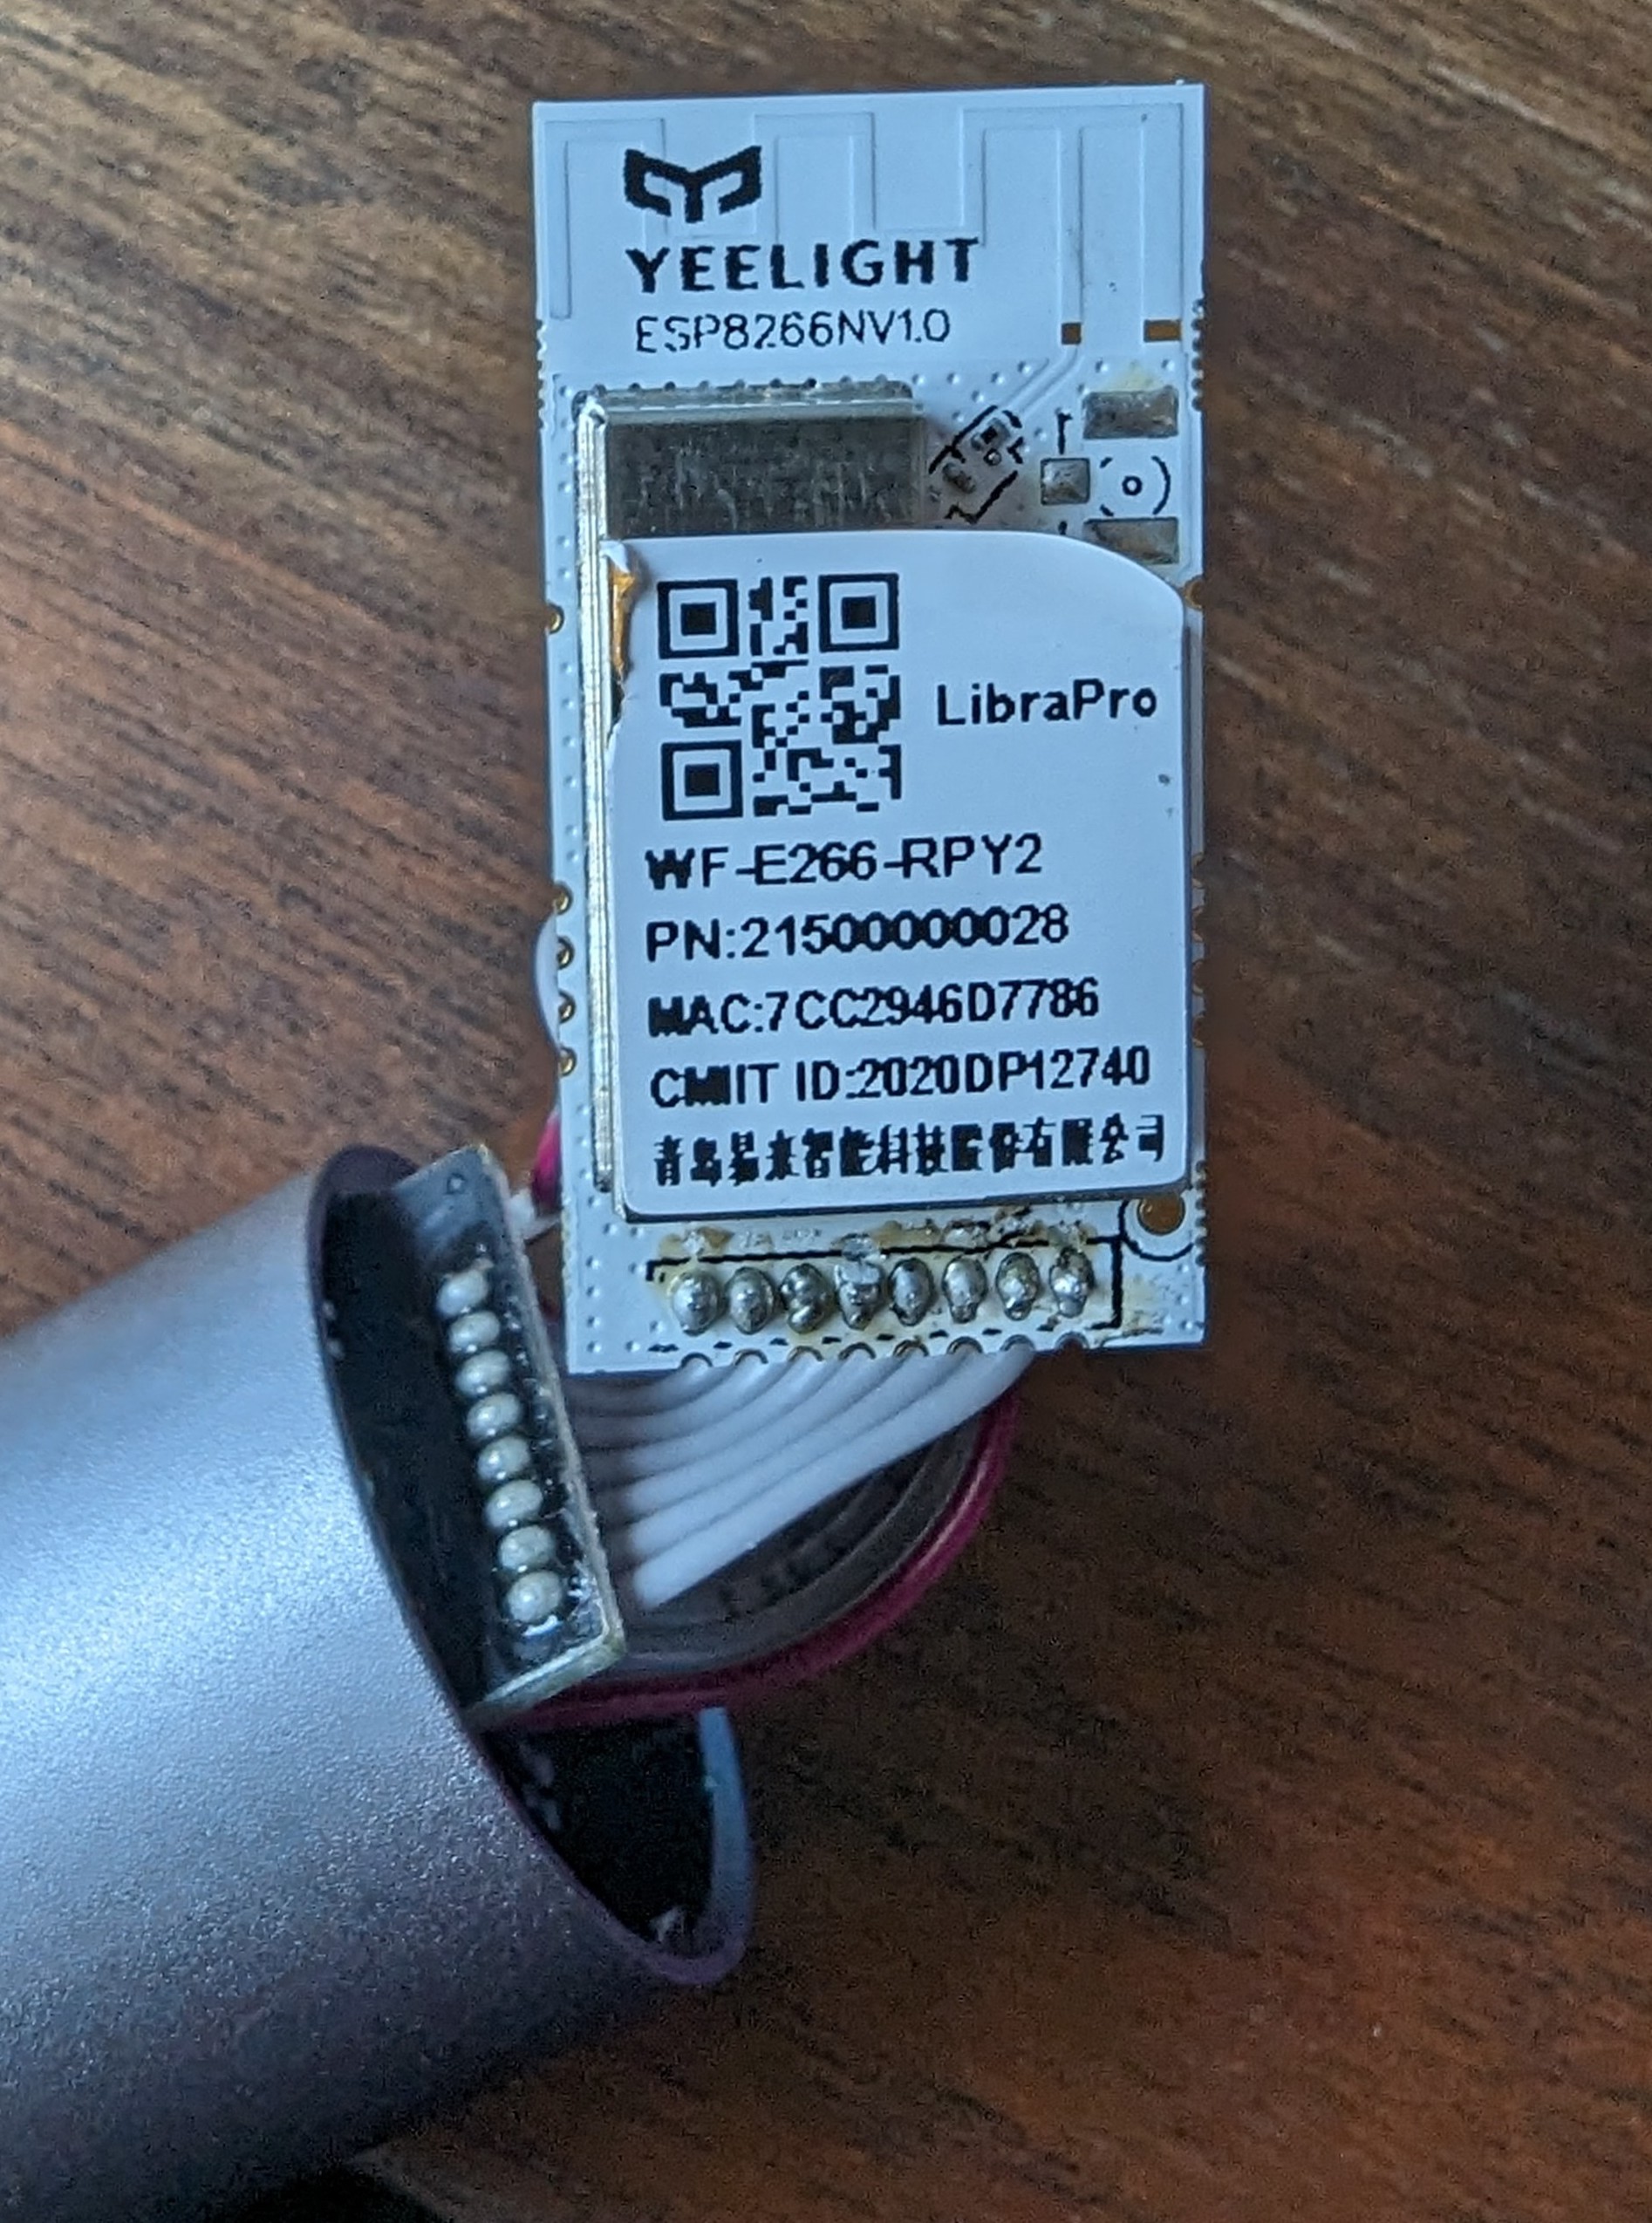 YEELIGHT
ESP8266NV1.0
LibraPro
WF-E266-RPY2
PN:21500000028
MAC:7CC2946D7786
CMIIT ID:2020DP12740
青岛易来智能科技股份有限公司